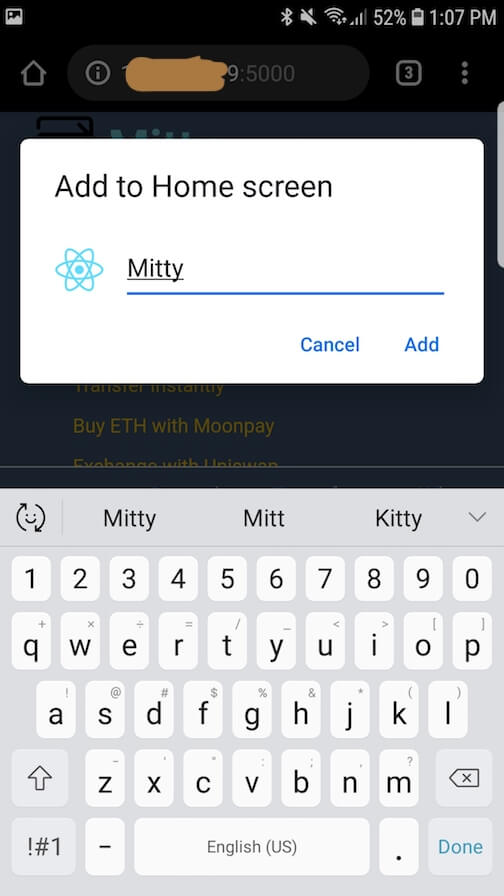 52% 1:07 PM
9:5000 3
Mitty
Add to Home screen
Mitty
Cancel Add
Transfer Instantly
Buy ETH with Moonpay
Exchange with Uniswap
Mitty Mitt Kitty
1 2 3 4 5 6 7 8 9 0
+ × ÷ = / _ < > [ ]
q w e r t y u i o p
! @ # $ % & * ( )
a s d f g h j k l
- ' " : ; , ?
z x c v b n m
!#1 - English (US) . Done